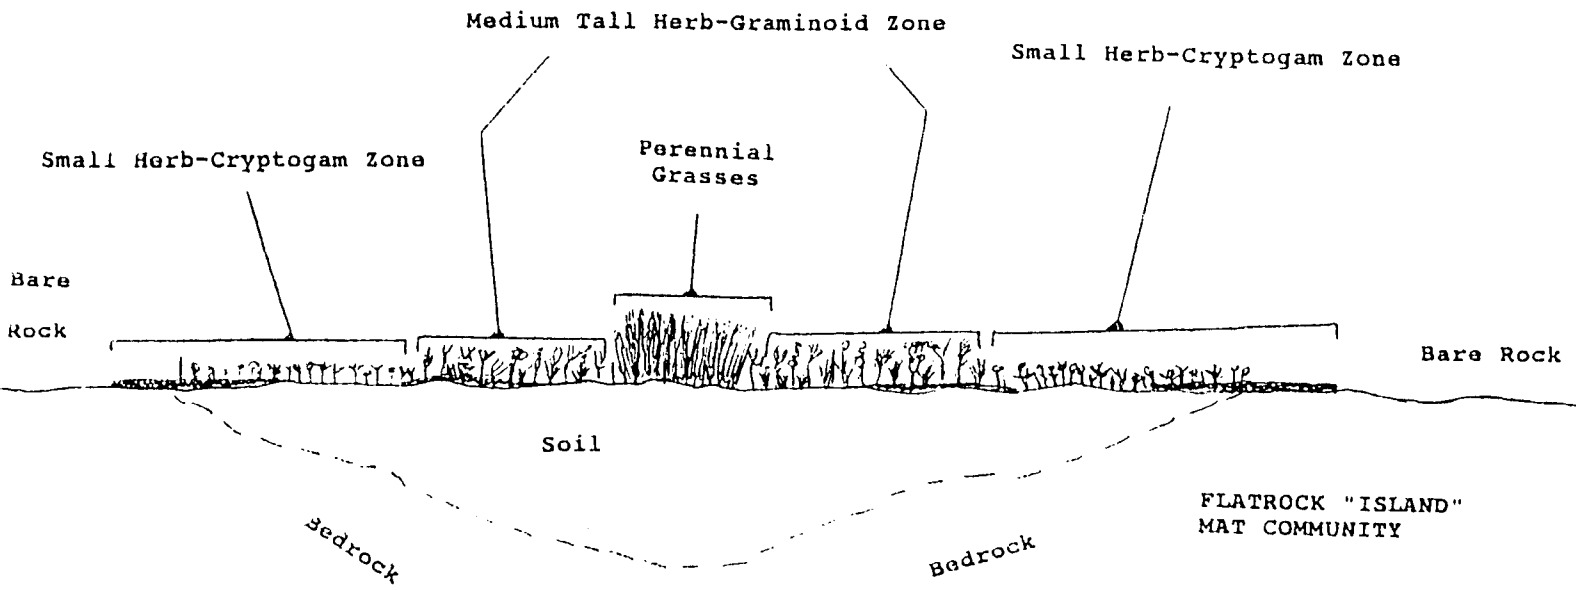 Medium Tall Herb-Graminoid Zone
Small Herb-Cryptogam Zone
Perennial
Grasses
Small Herb-Cryptogam Zone
Bare
Rock
Bare Rock
Soil
Bedrock
Bedrock
FLATROCK "ISLAND"
MAT COMMUNITY